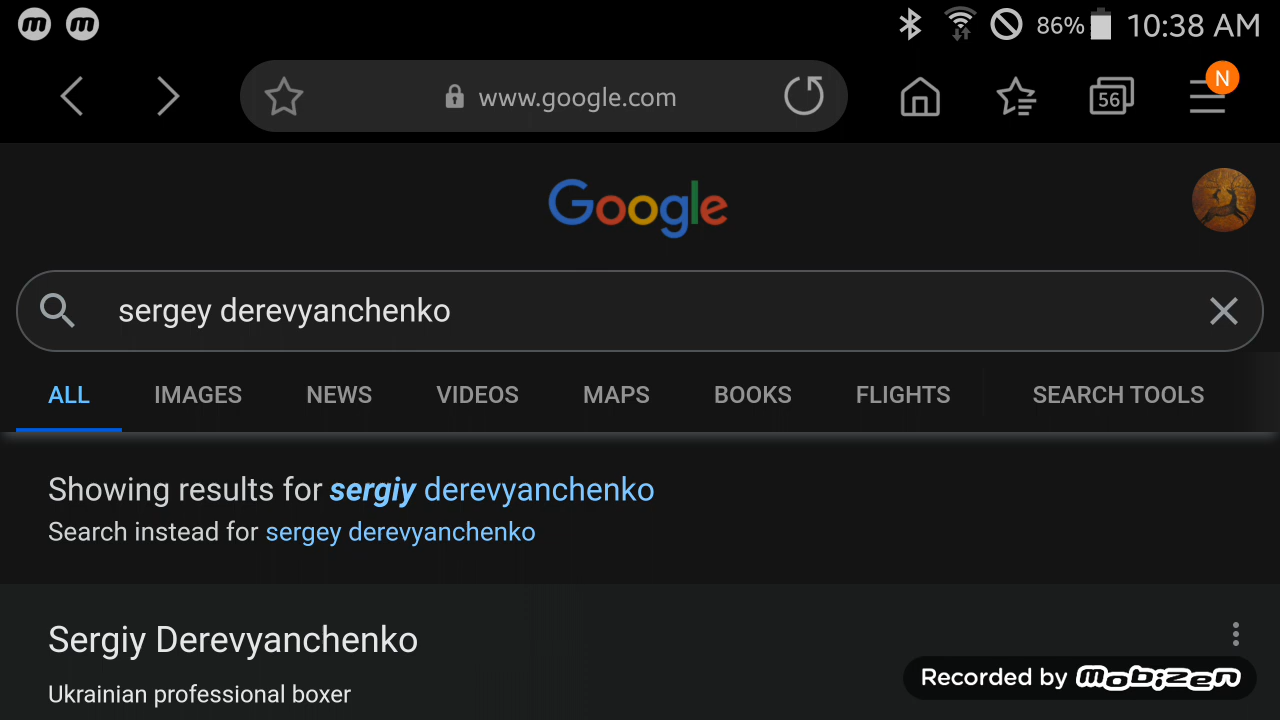 86% 10:38 AM
www.google.com
56
N
Google
sergey derevyanchenko
ALL IMAGES NEWS VIDEOS MAPS BOOKS FLIGHTS SEARCH TOOLS
Showing results for sergiy derevyanchenko
Search instead for sergey derevyanchenko
Sergiy Derevyanchenko
Ukrainian professional boxer
Recorded by mobizen